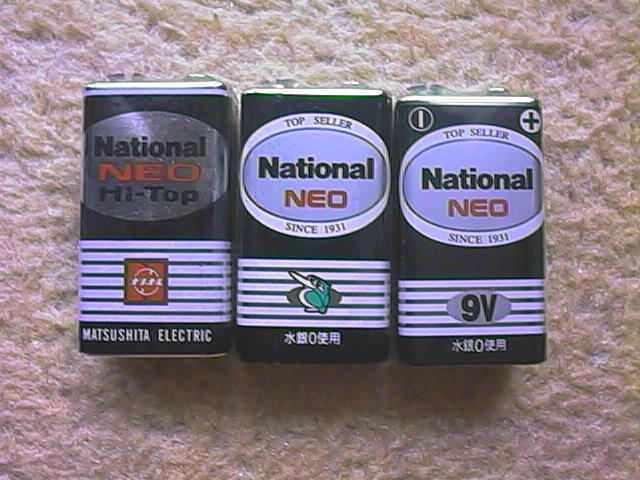 National
NEO
Hi-Top
MATSUSHITA ELECTRIC
TOP SELLER
National
NEO
SINCE 1931
水銀0使用
TOP SELLER
National
NEO
SINCE 1931
9V
水銀0使用